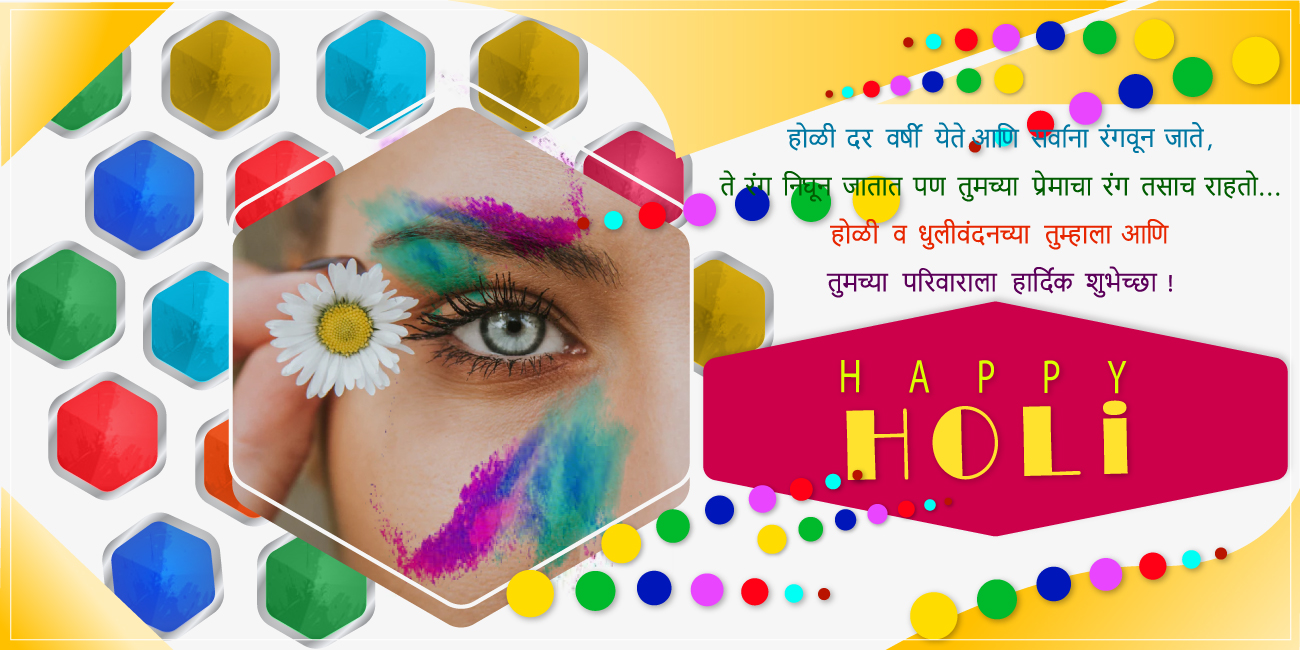 होळी दर वर्षी येते आणि सर्वाना रंगवून जाते,
ते रंग निघून जातात पण तुमच्या प्रेमाचा रंग तसाच राहतो...
होळी व धुलीवंदनच्या तुम्हाला आणि
तुमच्या परिवाराला हार्दिक शुभेच्छा !
HAPPY
HOLi